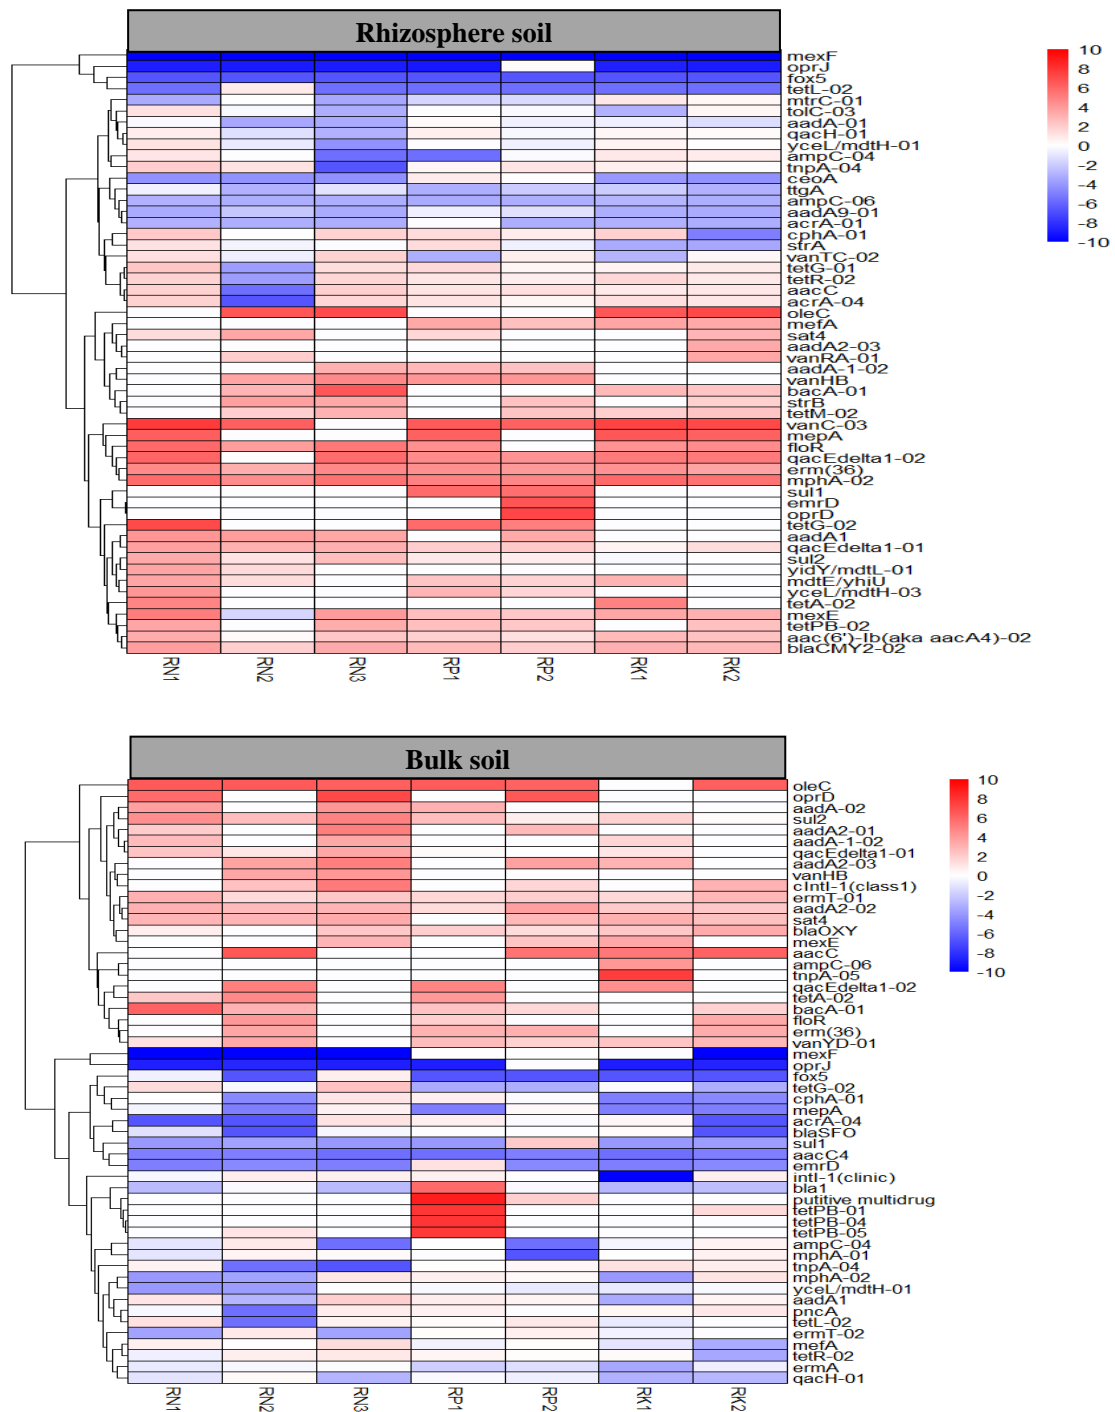 Rhizosphere soil
mexF
oprJ
fox5
tetL-02
mtrC-01
tolC-03
aadA-01
qacH-01
yceL/mdtH-01
ampC-04
tnpA-04
ceoA
ttgA
ampC-06
aadA9-01
acrA-01
cphA-01
strA
vanTC-02
tetG-01
tetR-02
aacC
acrA-04
oleC
mefA
sat4
aadA2-03
vanRA-01
aadA-1-02
vanHB
bacA-01
strB
tetM-02
vanC-03
mepA
floR
qacEdelta1-02
erm(36)
mphA-02
sul1
emrD
oprD
tetG-02
aadA1
qacEdelta1-01
sul2
yidY/mdtL-01
mdtE/yhiU
yceL/mdtH-03
tetA-02
mexE
tetPB-02
aac(6')-Ib(aka aacA4)-02
blaCMY2-02
RN1 RN2 RN3 RP1 RP2 RK1 RK2
10
8
6
4
2
0
-2
-4
-6
-8
-10
Bulk soil
oleC
oprD
aadA-02
sul2
aadA2-01
aadA-1-02
qacEdelta1-01
aadA2-03
vanHB
cIntI-1(class1)
ermT-01
aadA2-02
sat4
blaOXY
mexE
aacC
ampC-06
tnpA-05
qacEdelta1-02
tetA-02
bacA-01
floR
erm(36)
vanYD-01
mexF
oprJ
fox5
tetG-02
cphA-01
mepA
acrA-04
blaSFO
sul1
aacC4
emrD
intI-1(clinic)
bla1
putitive multidrug
tetPB-01
tetPB-04
tetPB-05
ampC-04
mphA-01
tnpA-04
mphA-02
yceL/mdtH-01
aadA1
pncA
tetL-02
ermT-02
mefA
tetR-02
ermA
qacH-01
RN1 RN2 RN3 RP1 RP2 RK1 RK2
10
8
6
4
2
0
-2
-4
-6
-8
-10